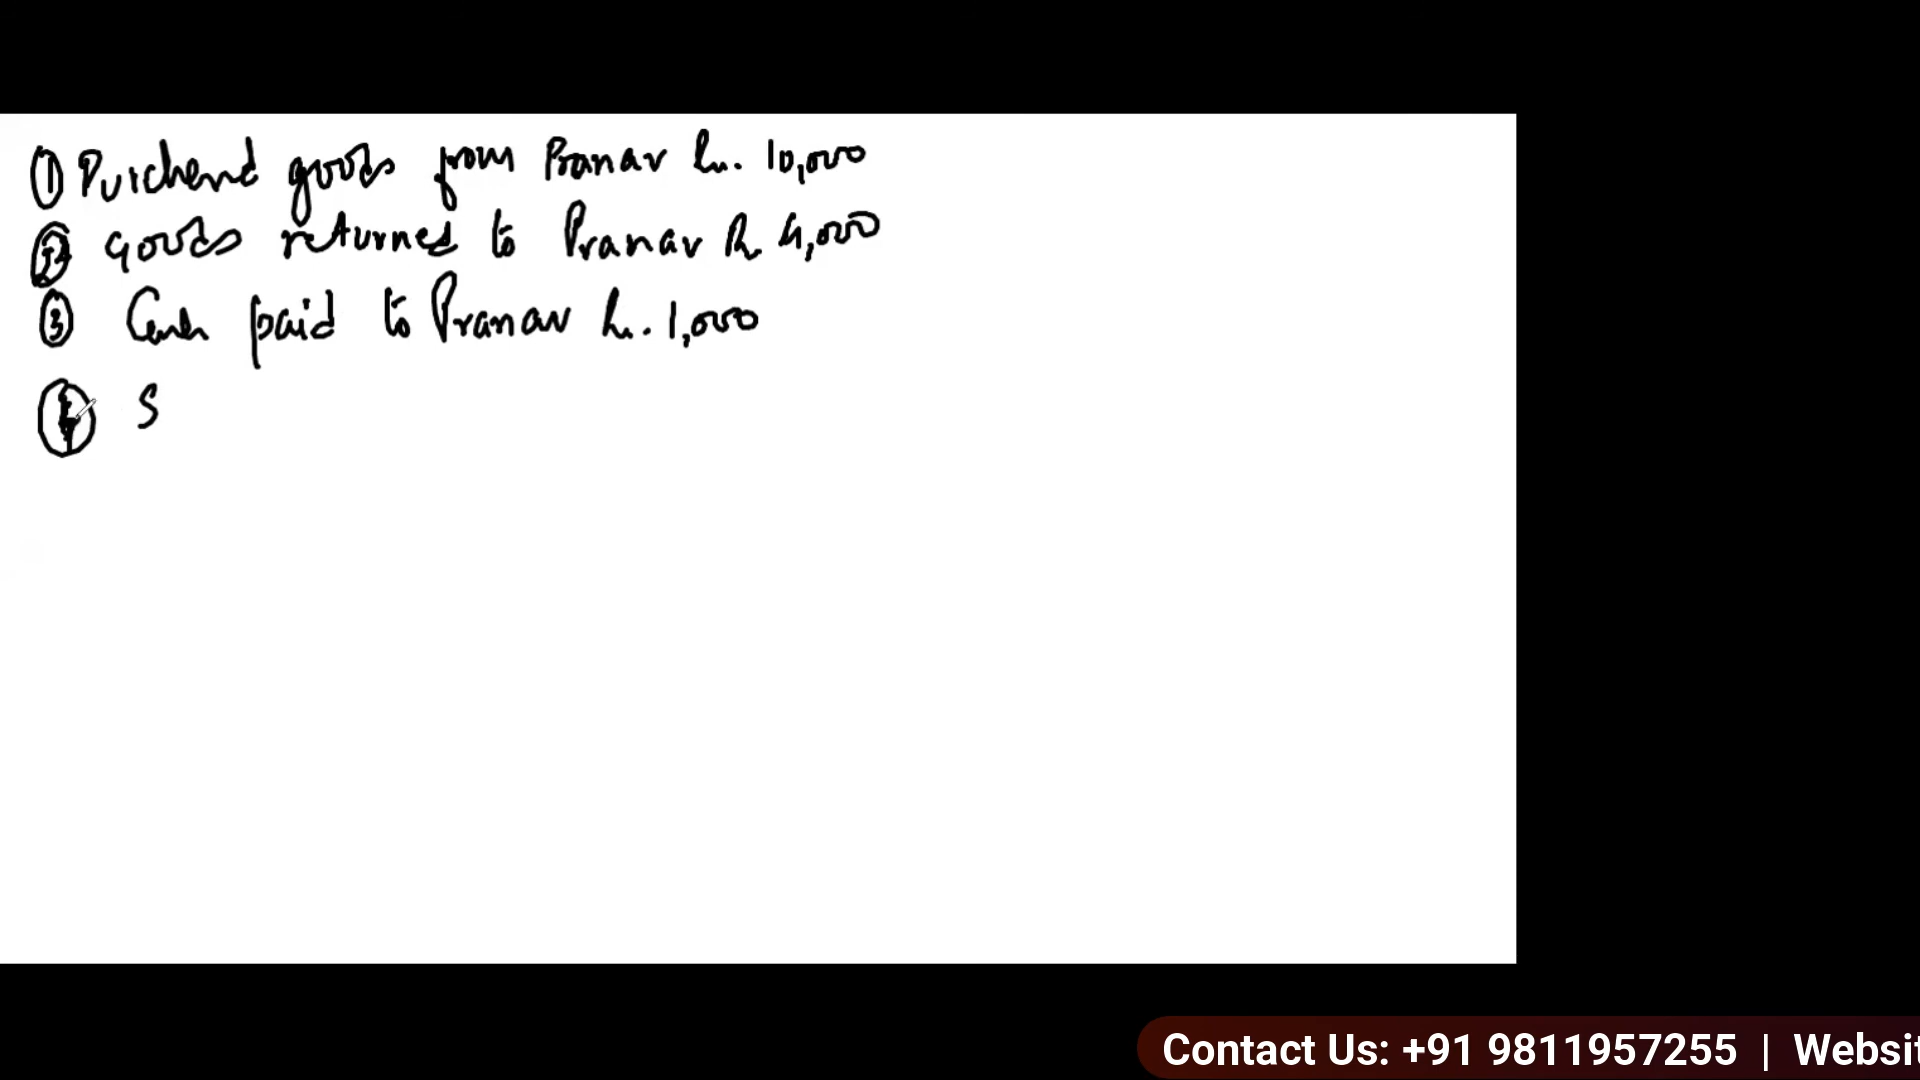 ① Purchased goods from Pranav Rs. 10,000
② Goods returned to Pranav Rs. 4,000
③ Cash paid to Pranav Rs. 1,000
S
Contact Us: +91 9811957255 | Websit